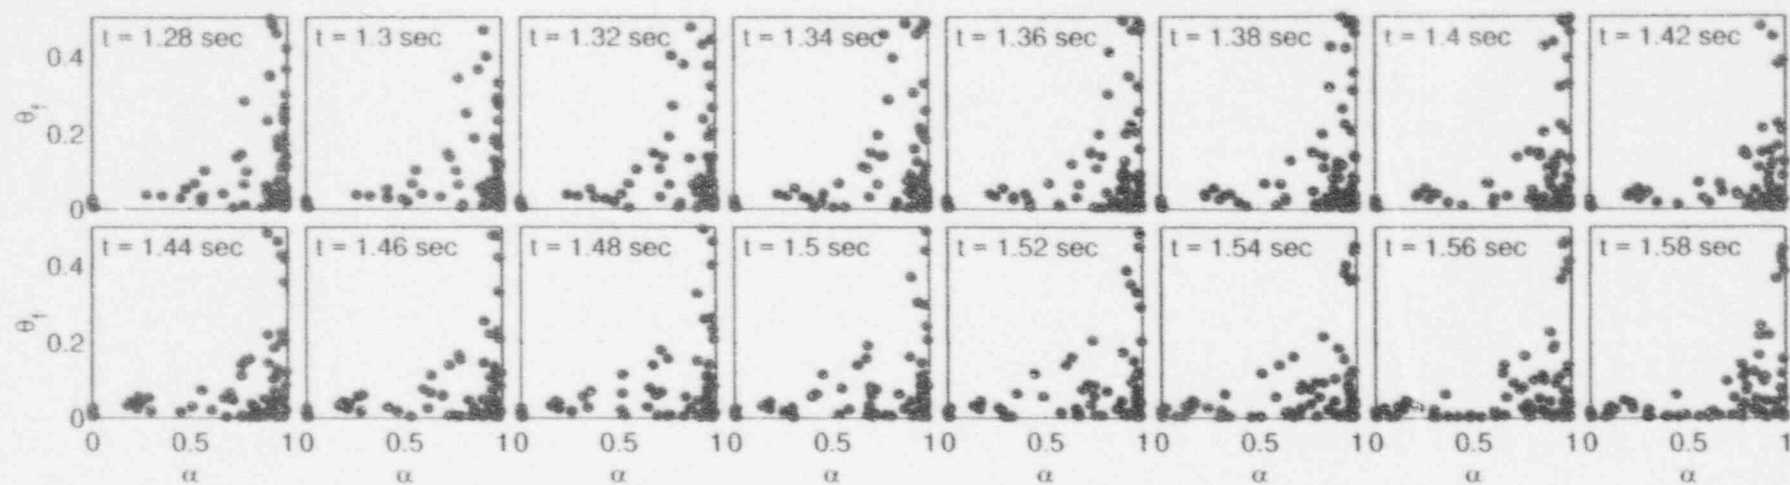 t = 1.28 sec t = 1.3 sec t = 1.32 sec t = 1.34 sec t = 1.36 sec t = 1.38 sec t = 1.4 sec t = 1.42 sec
0.4
θf
0.2
0
t = 1.44 sec t = 1.46 sec t = 1.48 sec t = 1.5 sec t = 1.52 sec t = 1.54 sec t = 1.56 sec t = 1.58 sec
0.4
θf
0.2
0
0 0.5 1 0 0.5 1 0 0.5 1 0 0.5 1 0 0.5 1 0 0.5 1 0 0.5 1 0 0.5 1
α α α α α α α α